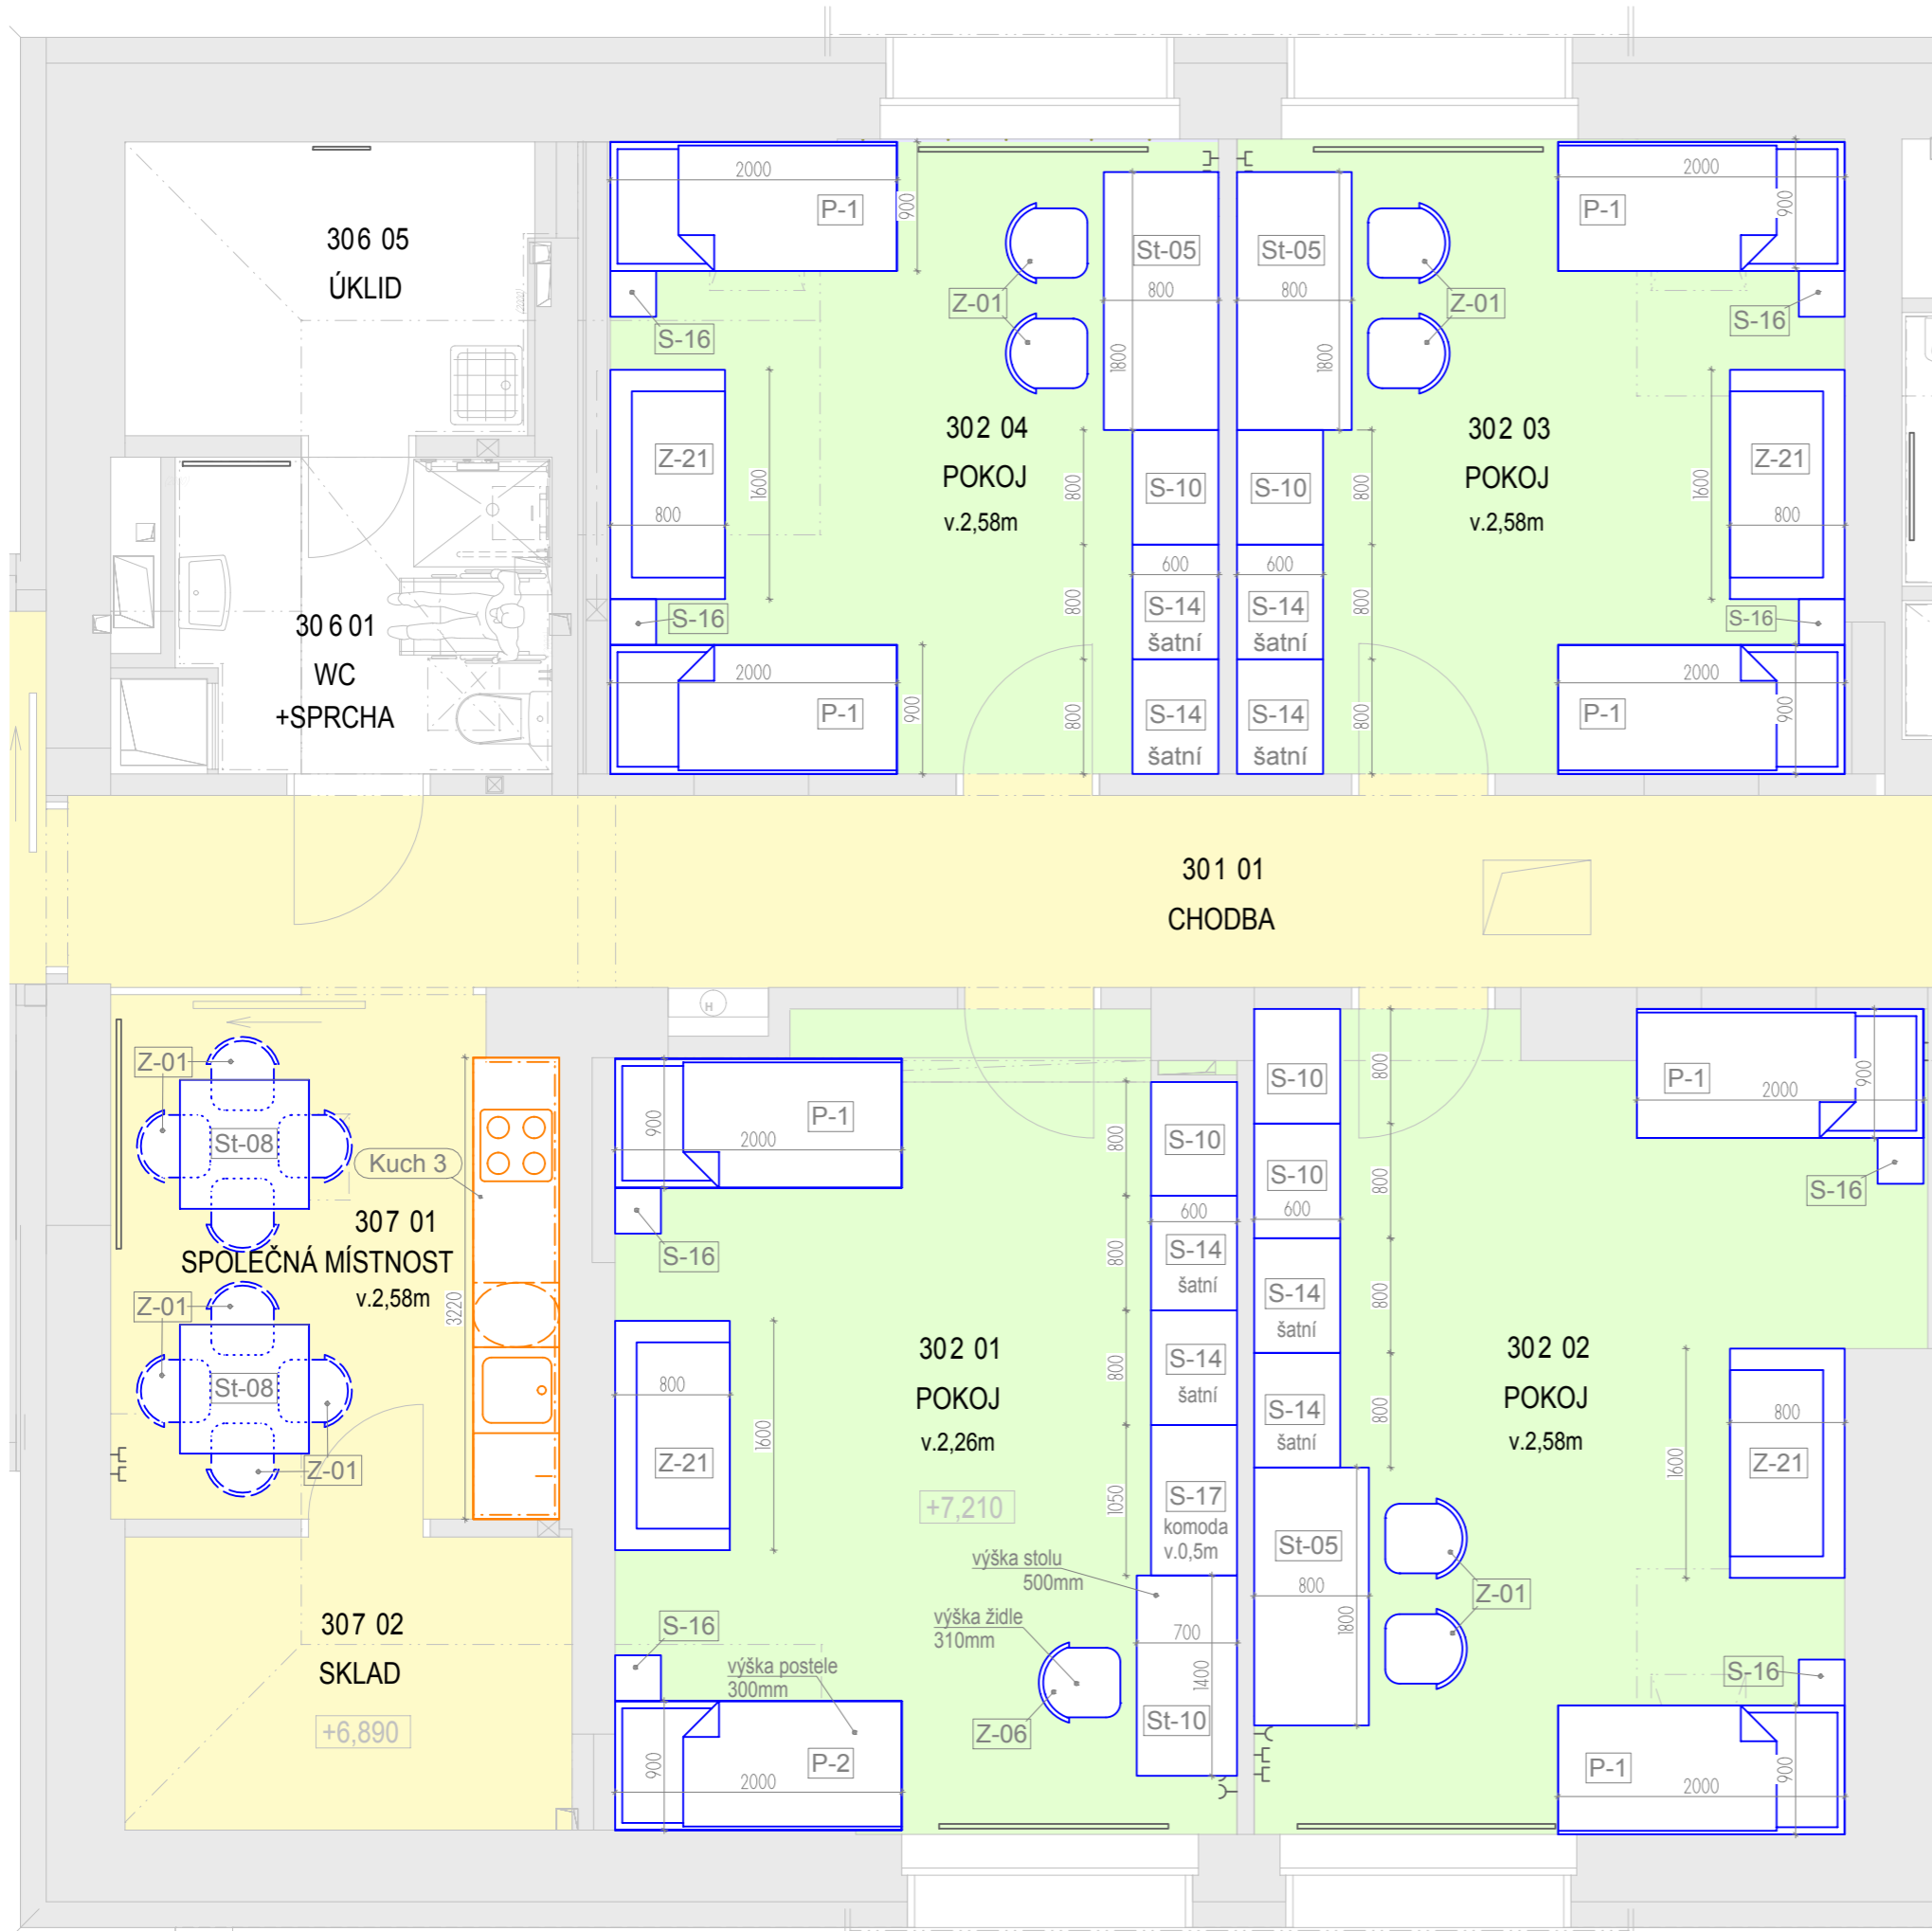 306 05
ÚKLID
306 01
WC
+SPRCHA
2000
P-1
900
S-16
Z-21
1600
800
S-16
2000
P-1
900
Z-01
St-05
800
1800
302 04
POKOJ
v.2,58m
800
S-10
800
600
S-14
šatní
800
S-14
šatní
St-05
800
1800
Z-01
302 03
POKOJ
v.2,58m
S-10
800
600
S-14
šatní
800
S-14
šatní
800
2000
P-1
900
S-16
Z-21
1600
800
S-16
2000
P-1
900
301 01
CHODBA
H
Z-01
St-08
Kuch 3
307 01
SPOLEČNÁ MÍSTNOST
v.2,58m
3220
Z-01
St-08
Z-01
307 02
SKLAD
+6,890
P-1
900
2000
S-16
800
Z-21
1600
302 01
POKOJ
v.2,26m
+7,210
800
S-10
600
800
S-14
šatní
800
S-14
šatní
1050
S-17
komoda
v.0,5m
výška stolu
500mm
výška židle
310mm
700
1400
St-10
Z-06
S-16
výška postele
300mm
900
P-2
2000
S-10
800
S-10
800
600
S-14
šatní
800
S-14
šatní
800
St-05
800
1800
Z-01
302 02
POKOJ
v.2,58m
P-1
900
2000
S-16
800
Z-21
1600
S-16
P-1
900
2000